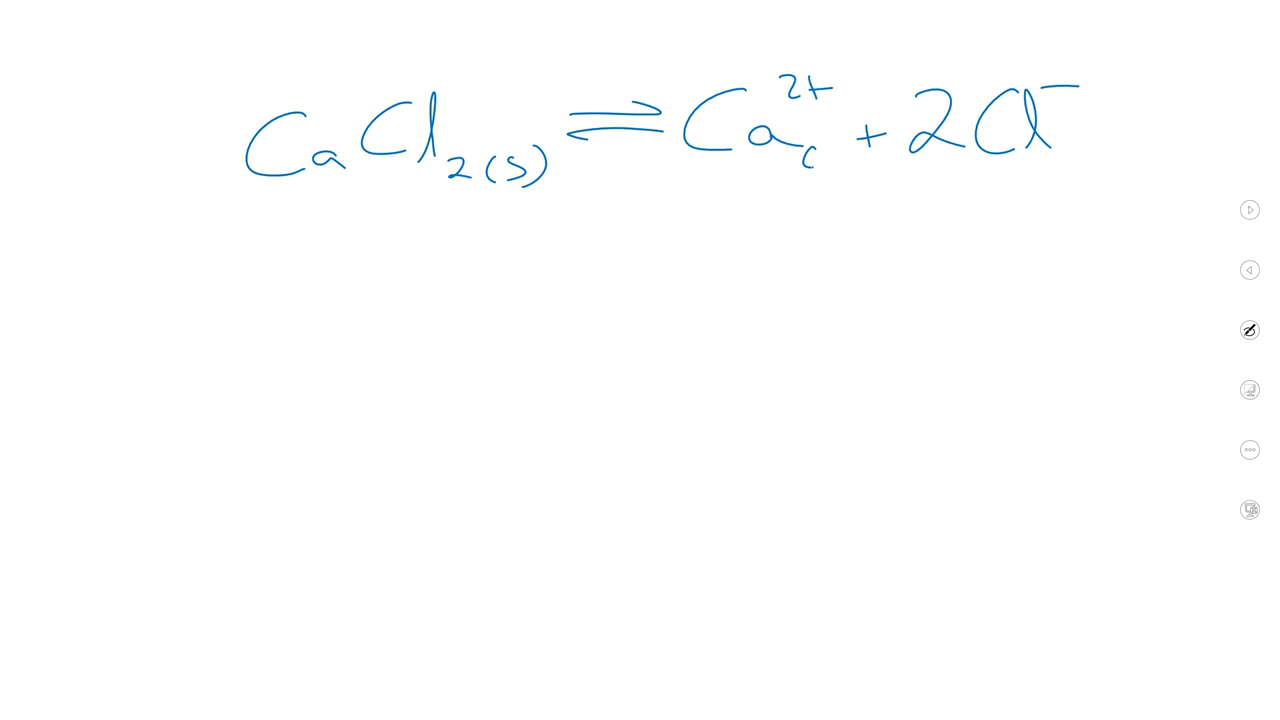 CaCl₂(s) ⇌ Ca²⁺( + 2Cl⁻